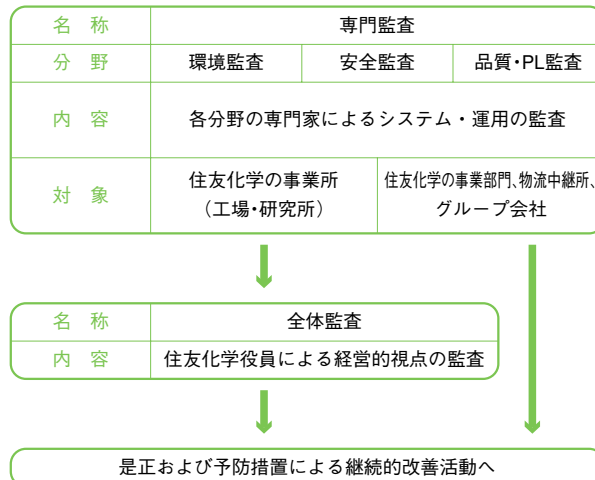 名 称 専門監査
分 野 環境監査 安全監査 品質・PL監査
内 容 各分野の専門家によるシステム・運用の監査
対 象 住友化学の事業所 住友化学の事業部門、物流中継所、
（工場・研究所） グループ会社
名 称 全体監査
内 容 住友化学役員による経営的視点の監査
是正および予防措置による継続的改善活動へ